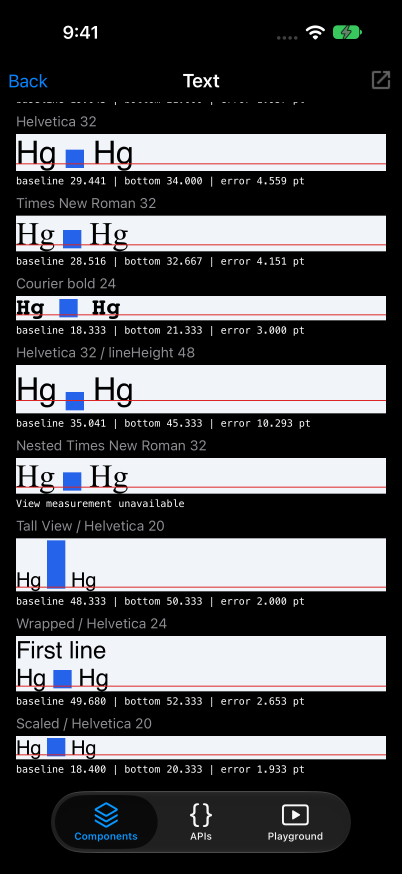 9:41
Back
Text
Helvetica 32
Hg Hg
baseline 29.441 | bottom 34.000 | error 4.559 pt
Times New Roman 32
Hg Hg
baseline 28.516 | bottom 32.667 | error 4.151 pt
Courier bold 24
Hg Hg
baseline 18.333 | bottom 21.333 | error 3.000 pt
Helvetica 32 / lineHeight 48
Hg Hg
baseline 35.041 | bottom 45.333 | error 10.293 pt
Nested Times New Roman 32
Hg Hg
View measurement unavailable
Tall View / Helvetica 20
Hg Hg
baseline 48.333 | bottom 50.333 | error 2.000 pt
Wrapped / Helvetica 24
First line
Hg Hg
baseline 49.680 | bottom 52.333 | error 2.653 pt
Scaled / Helvetica 20
Hg Hg
baseline 18.400 | bottom 20.333 | error 1.933 pt
Components
{} APIs
Playground